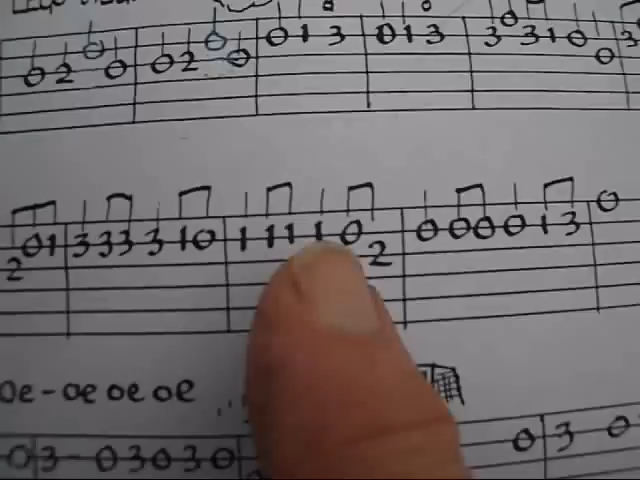 0 2 0 0 0 2 0 0 0 1 3 0 1 3 3 0 3 1 0 0 3
2 0 1 3 3 3 3 1 0 1 1 1 1 0 2 0 0 0 0 1 3 0
oe-oe oe oe
0 3 0 3 0 3 0 0 3 0